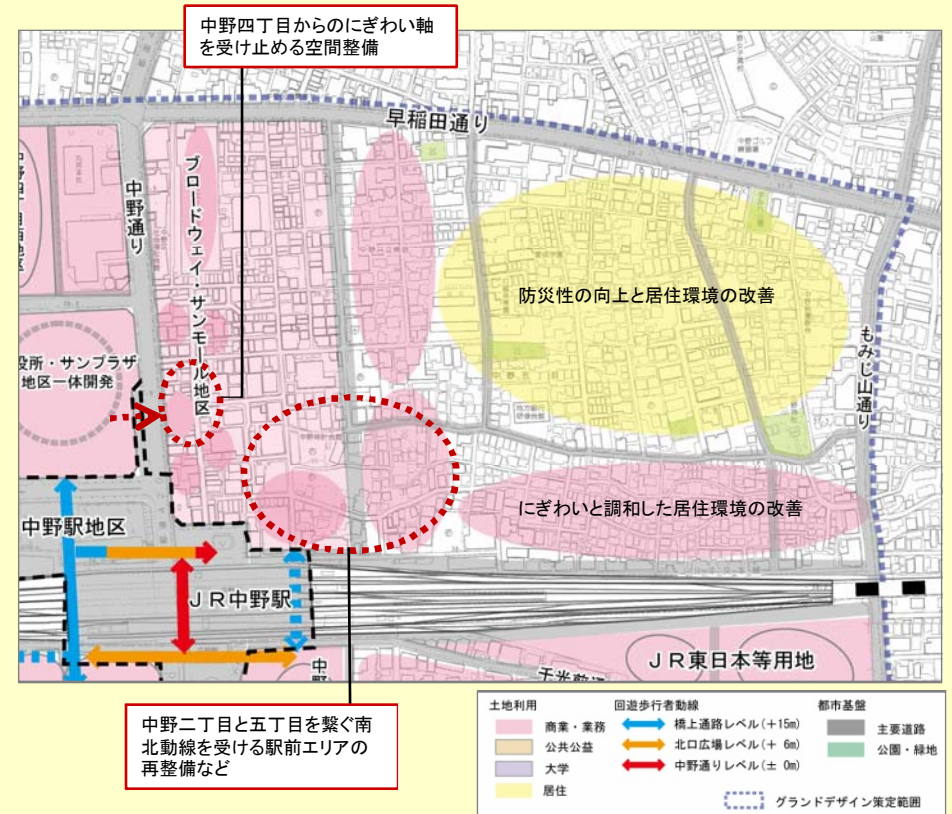 中野四丁目からのにぎわい軸
を受け止める空間整備
早稲田通り
中野通り
ブロードウェイ・サンモール地区
防災性の向上と居住環境の改善
もみじ山通り
役所・サンプラザ
地区一体開発
にぎわいと調和した居住環境の改善
中野駅地区
JR中野駅
JR東日本等用地
中野二丁目と五丁目を繋ぐ南
北動線を受ける駅前エリアの
再整備など
土地利用
商業・業務
公共公益
大学
居住
回遊歩行者動線
橋上通路レベル(+15m)
北口広場レベル(+ 6m)
中野通りレベル(± 0m)
都市基盤
主要道路
公園・緑地
グランドデザイン策定範囲